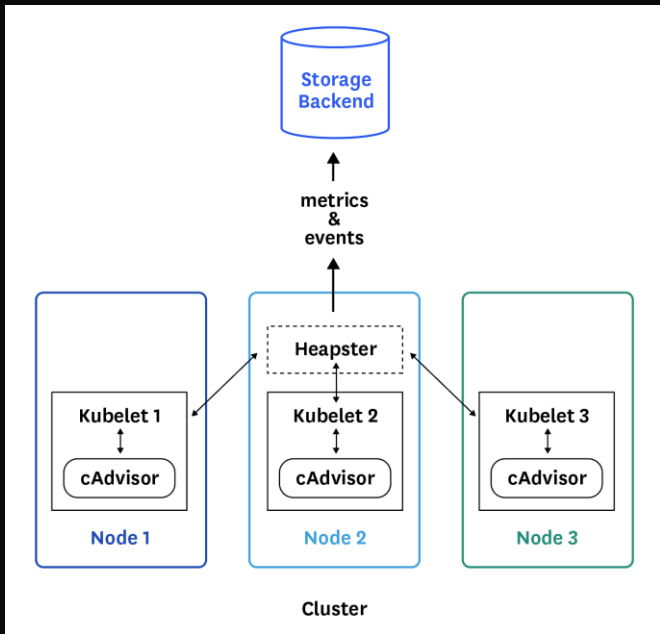 Storage
Backend
metrics
&
events
Heapster
Kubelet 1
Kubelet 2
Kubelet 3
cAdvisor
cAdvisor
cAdvisor
Node 1
Node 2
Node 3
Cluster